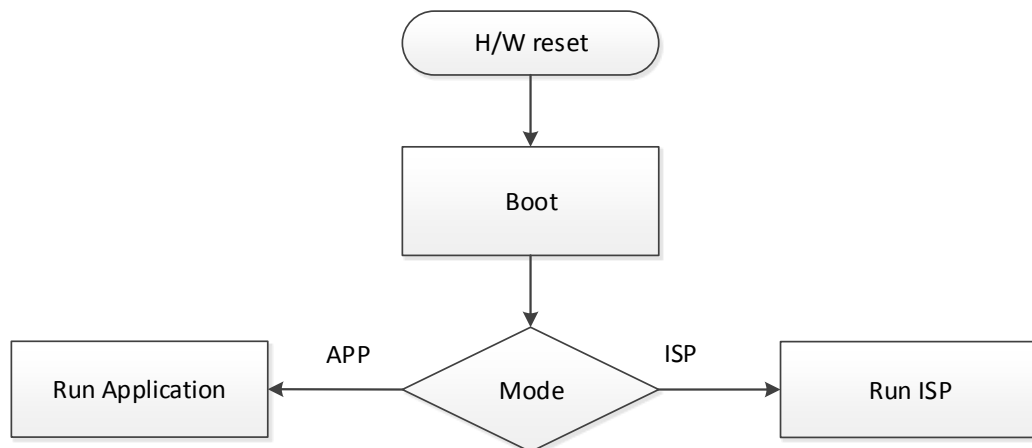 H/W reset
Boot
APP
ISP
Run Application
Mode
Run ISP